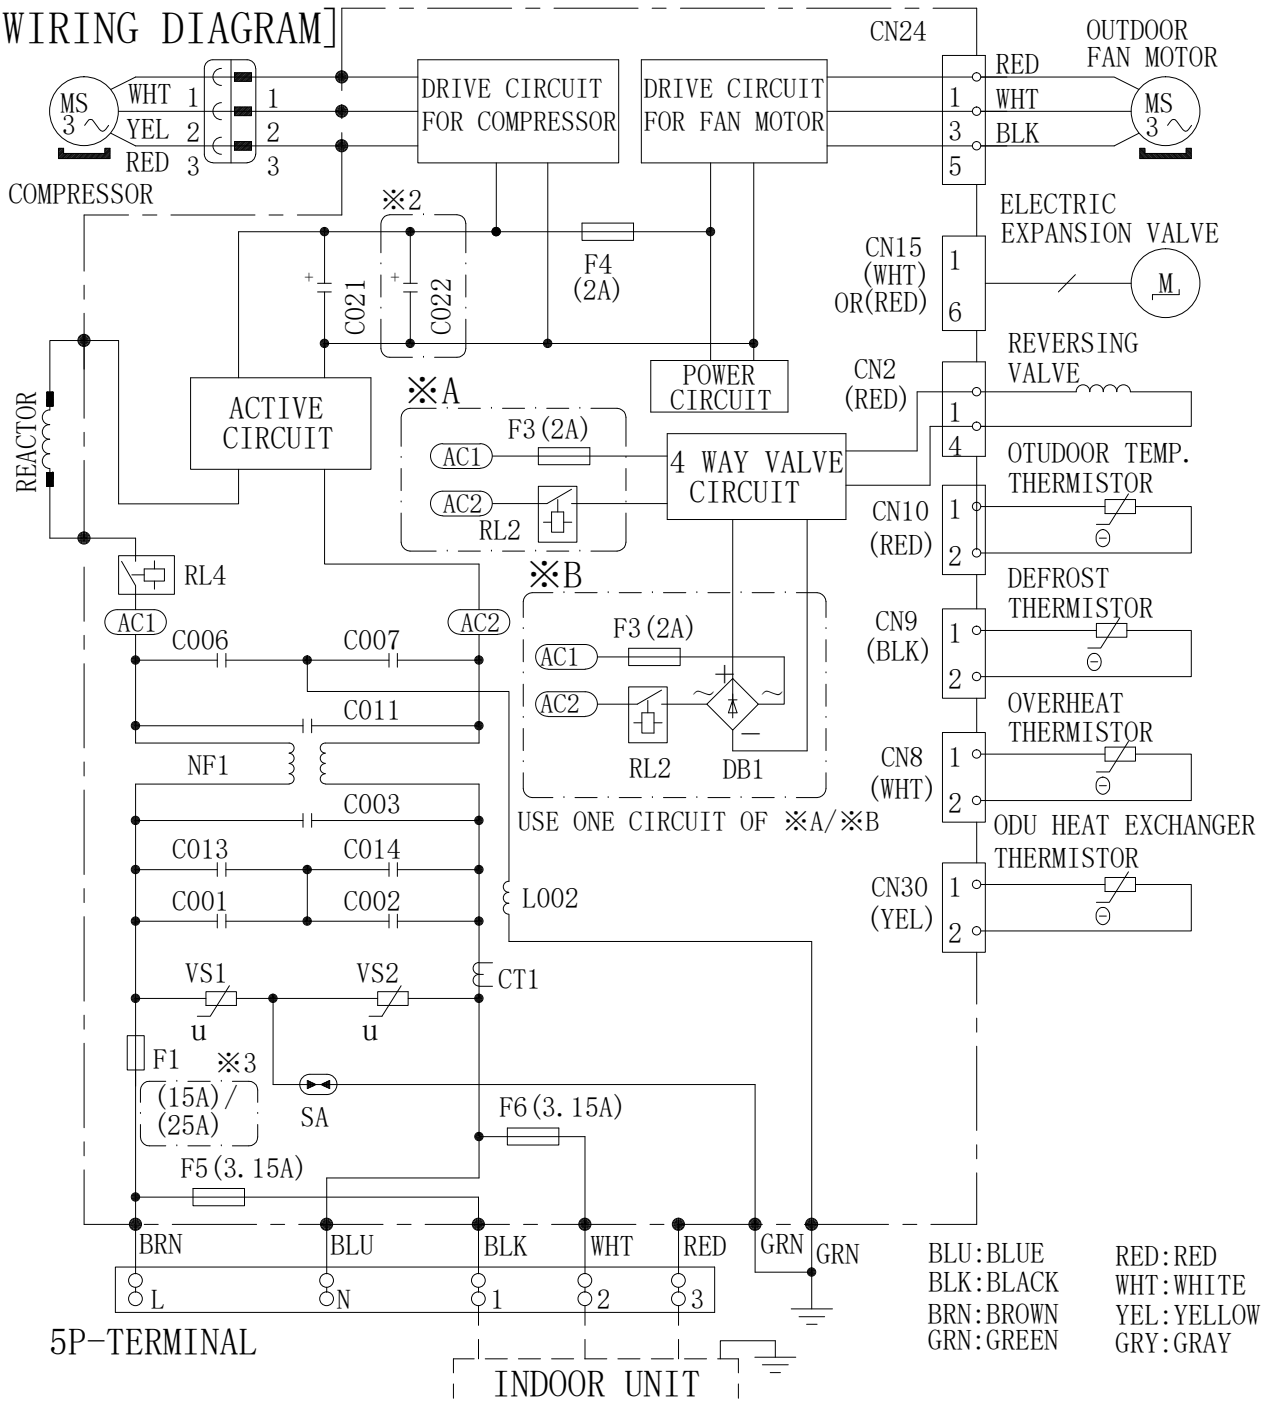 WIRING DIAGRAM]
CN24
OUTDOOR
FAN MOTOR
MS
3
WHT
YEL
RED
1
2
3
1
2
3
COMPRESSOR
DRIVE CIRCUIT
FOR COMPRESSOR
DRIVE CIRCUIT
FOR FAN MOTOR
1
3
5
RED
WHT
BLK
MS
3
※2
+
C021
+
C022
F4
(2A)
CN15
(WHT)
OR(RED)
1
6
ELECTRIC
EXPANSION VALVE
M
REACTOR
ACTIVE
CIRCUIT
POWER
CIRCUIT
CN2
(RED)
1
4
REVERSING
VALVE
※A
F3(2A)
AC1
AC2
RL2
4 WAY VALVE
CIRCUIT
CN10
(RED)
1
2
OTUDOOR TEMP.
THERMISTOR
RL4
AC1
AC2
※B
F3(2A)
AC1
AC2
RL2
+
DB1
USE ONE CIRCUIT OF ※A/※B
CN9
(BLK)
1
2
DEFROST
THERMISTOR
CN8
(WHT)
1
2
OVERHEAT
THERMISTOR
CN30
(YEL)
1
2
ODU HEAT EXCHANGER
THERMISTOR
C006
C007
C011
NF1
C003
C013
C014
C001
C002
L002
CT1
VS1
VS2
u
u
F1
※3
(15A)/
(25A)
SA
F6(3.15A)
F5(3.15A)
BRN
BLU
BLK
WHT
RED
GRN
GRN
L
N
1
2
3
5P-TERMINAL
INDOOR UNIT
BLU:BLUE
BLK:BLACK
BRN:BROWN
GRN:GREEN
RED:RED
WHT:WHITE
YEL:YELLOW
GRY:GRAY